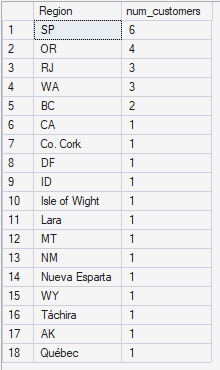 Region num_customers
1 SP 6
2 OR 4
3 RJ 3
4 WA 3
5 BC 2
6 CA 1
7 Co. Cork 1
8 DF 1
9 ID 1
10 Isle of Wight 1
11 Lara 1
12 MT 1
13 NM 1
14 Nueva Esparta 1
15 WY 1
16 Táchira 1
17 AK 1
18 Québec 1